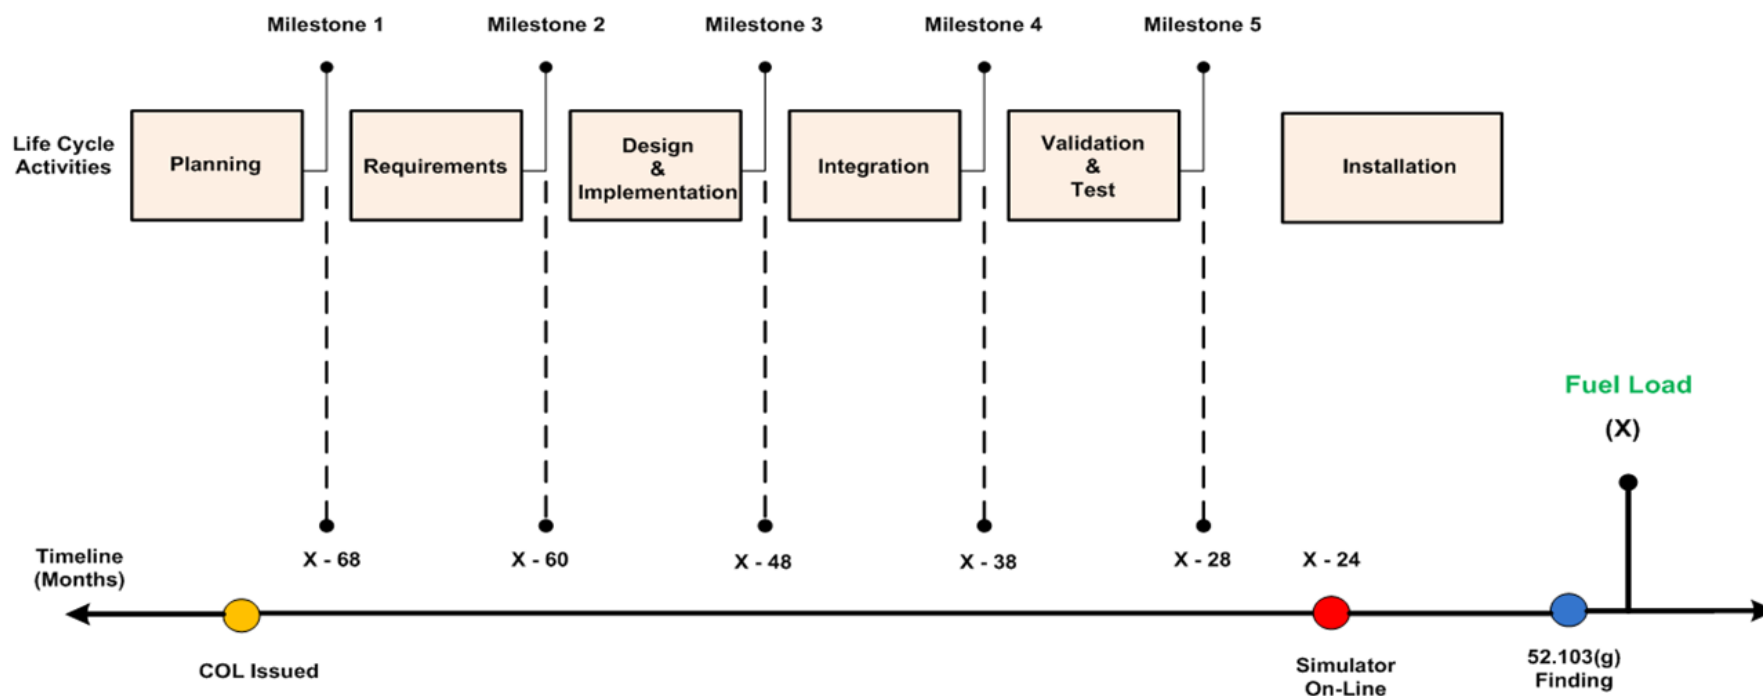 Milestone 1
Milestone 2
Milestone 3
Milestone 4
Milestone 5
Life Cycle
Activities
Planning
Requirements
Design
&
Implementation
Integration
Validation
&
Test
Installation
Fuel Load
(X)
Timeline
(Months)
X - 68
X - 60
X - 48
X - 38
X - 28
X - 24
COL Issued
Simulator
On-Line
52.103(g)
Finding